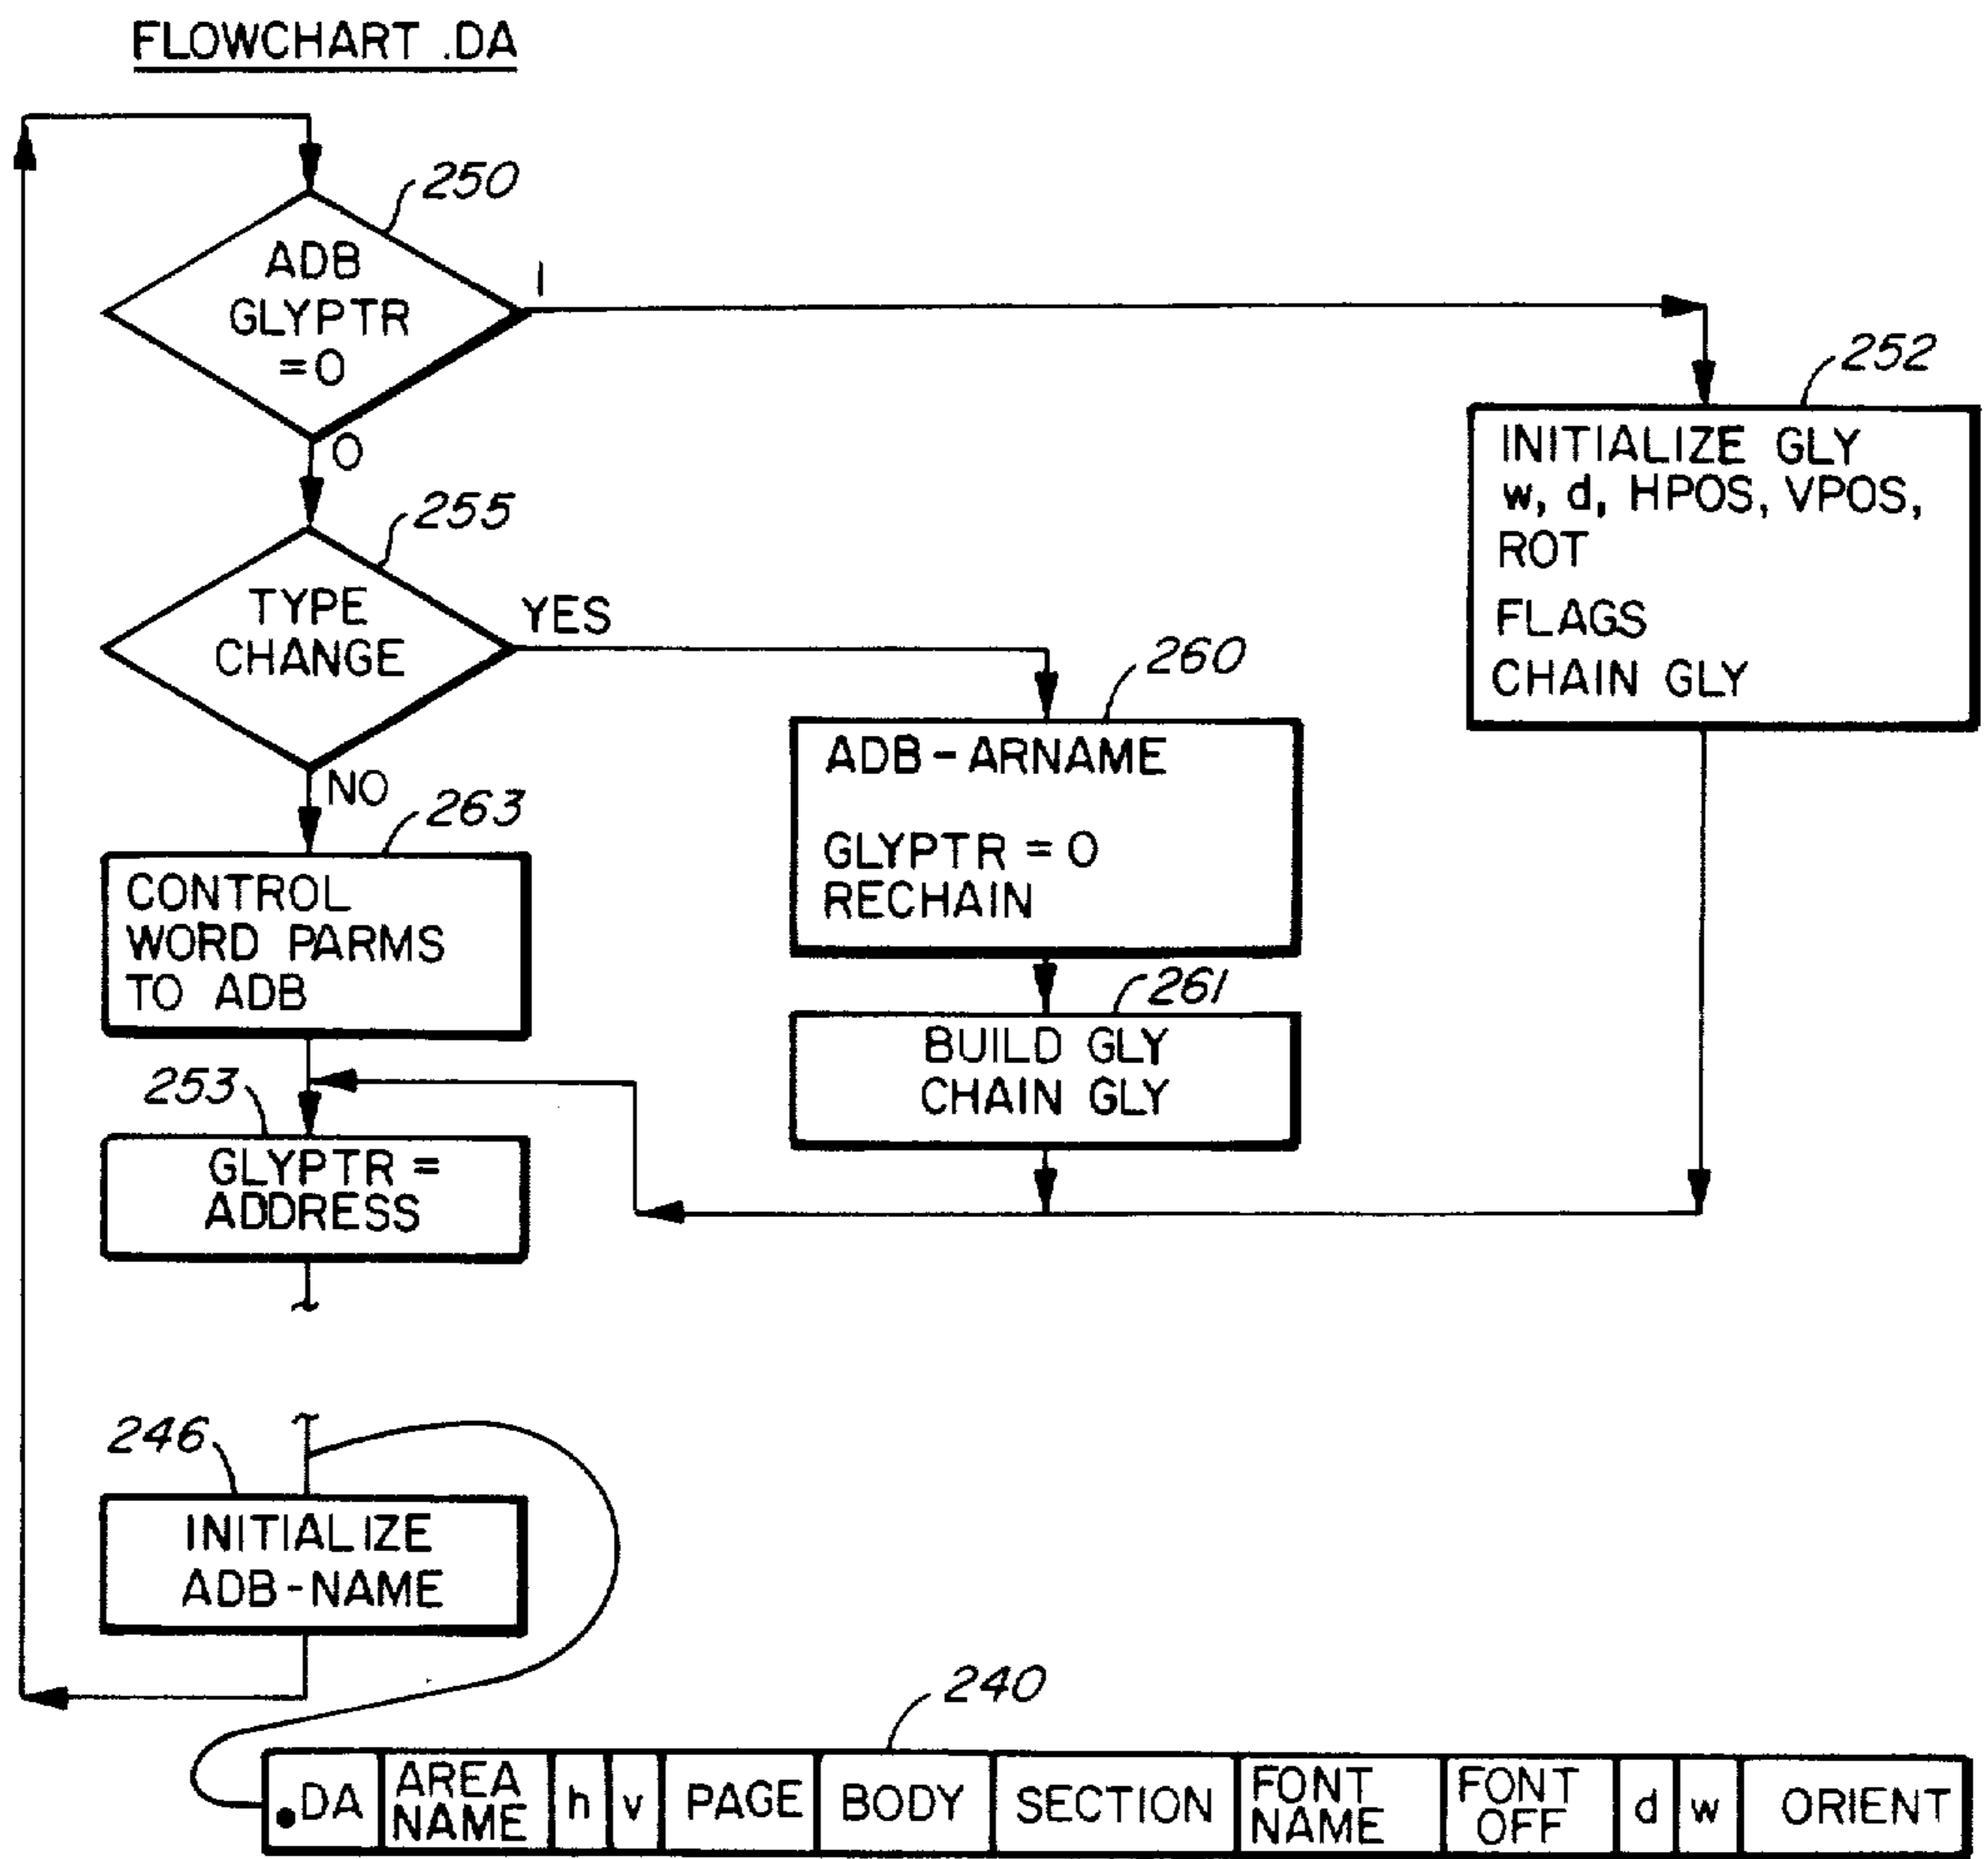 FLOWCHART .DA
250
ADB
GLYPTR
=0
1
0
252
INITIALIZE GLY
w, d, HPOS, VPOS,
ROT
FLAGS
CHAIN GLY
255
TYPE
CHANGE
YES
NO
260
ADB-ARNAME
GLYPTR = 0
RECHAIN
263
CONTROL
WORD PARMS
TO ADB
261
BUILD GLY
CHAIN GLY
253
GLYPTR =
ADDRESS
246
INITIALIZE
ADB-NAME
240
.DA
AREA
NAME
h
v
PAGE
BODY
SECTION
FONT
NAME
FONT
OFF
d
w
ORIENT